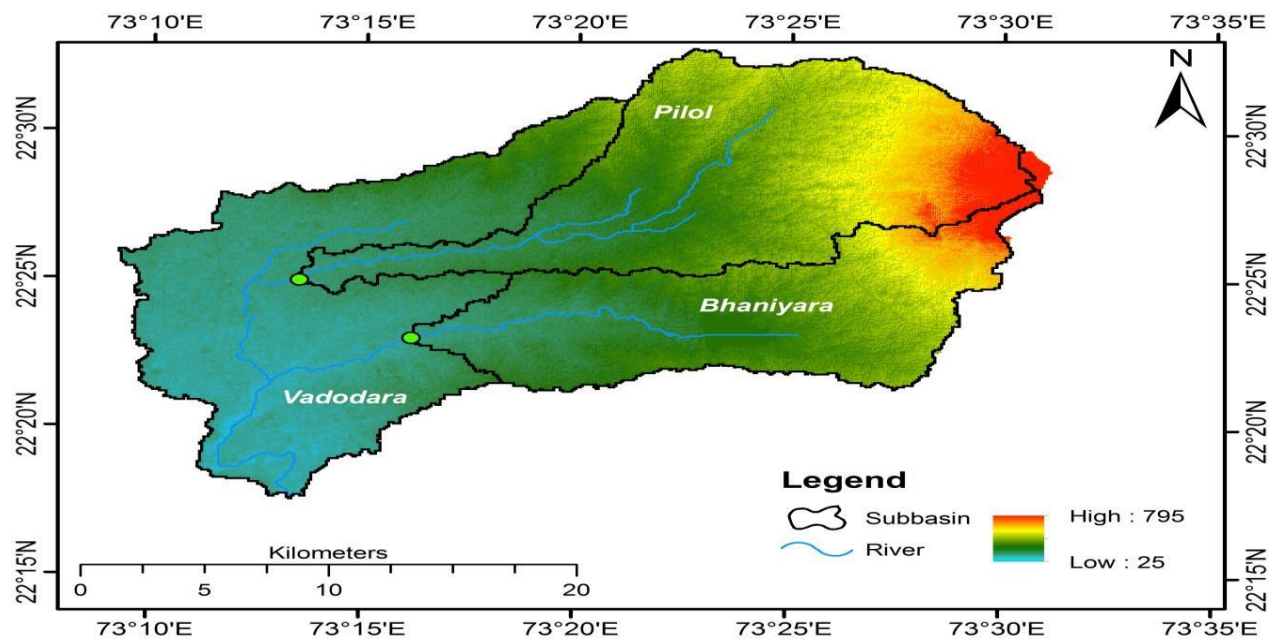 73°10'E 73°15'E 73°20'E 73°25'E 73°30'E 73°35'E
N
22°30'N 22°30'N
22°25'N 22°25'N
22°20'N 22°20'N
22°15'N 22°15'N
Pilol
Bhaniyara
Vadodara
Legend
Subbasin
River
High : 795
Low : 25
Kilometers
0 5 10 20
73°10'E 73°15'E 73°20'E 73°25'E 73°30'E 73°35'E